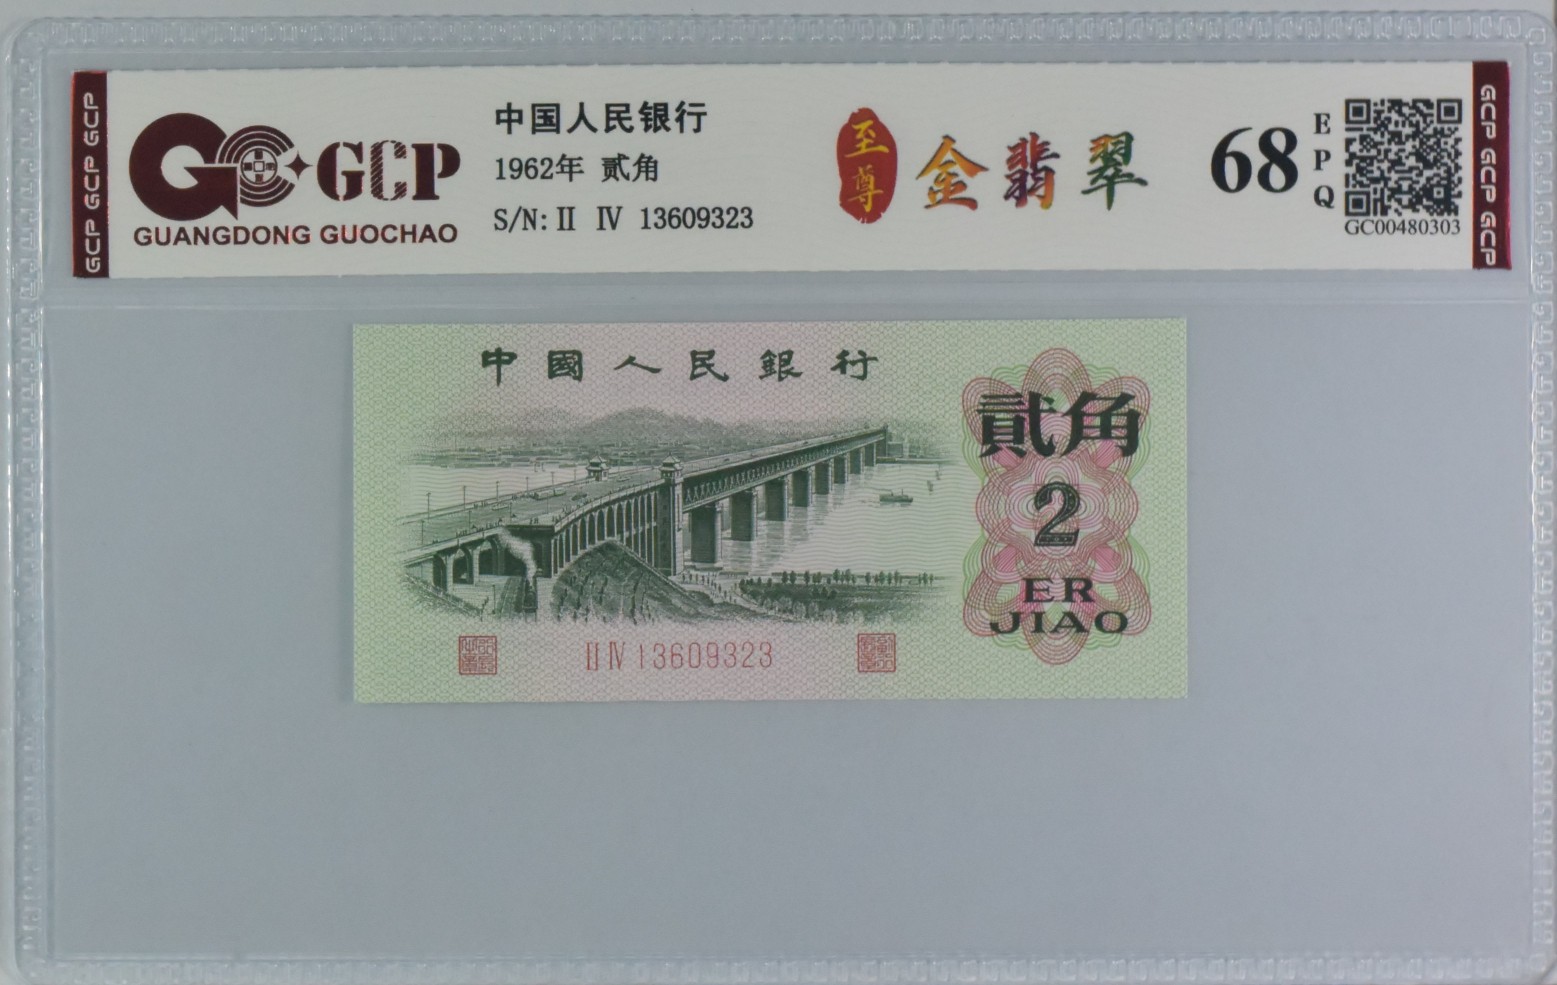 GCP GCP GCP
GCP
GUANGDONG GUOCHAO
中国人民银行
1962年 贰角
S/N: II IV 13609323
至尊
金翡翠
68
EPQ
GC00480303
GCP GCP GCP
中國人民銀行
貳角
2
ER
JIAO
II IV 13609323